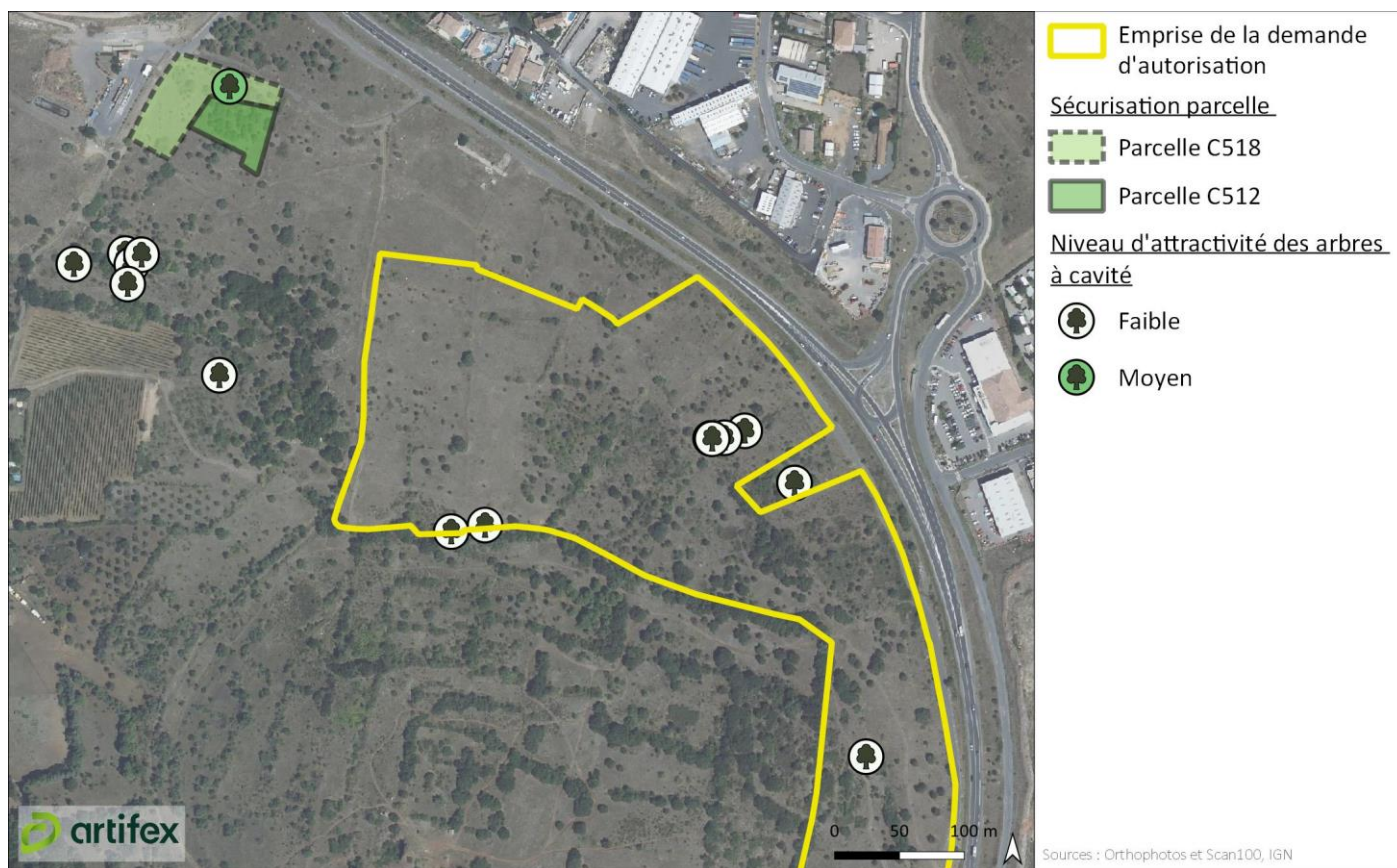 Emprise de la demande
d'autorisation
Sécurisation parcelle
Parcelle C518
Parcelle C512
Niveau d'attractivité des arbres
à cavité
Faible
Moyen
artifex
0 50 100 m
Sources : Orthophotos et Scan100, IGN